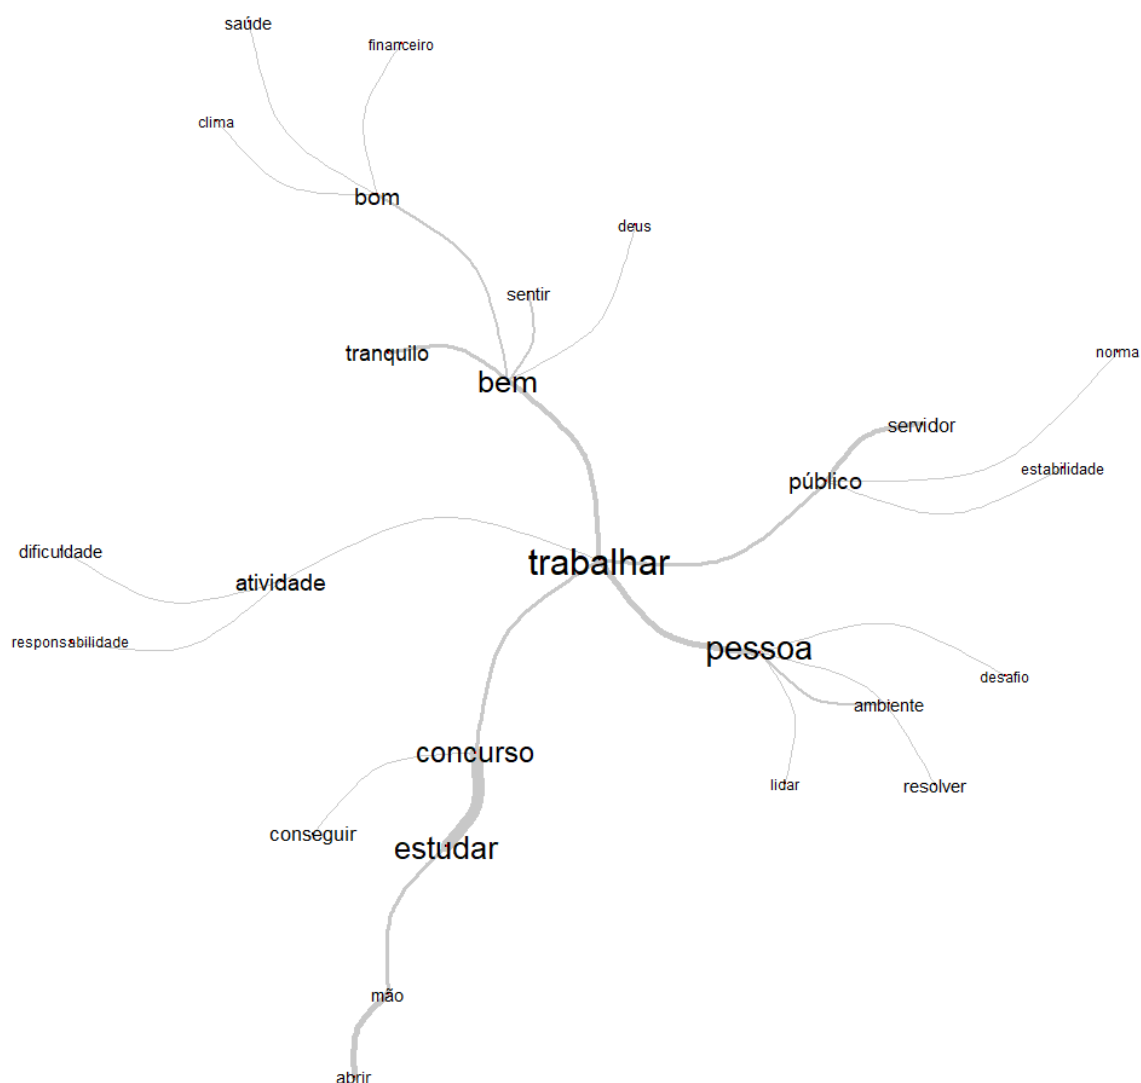 saúde
financeiro
clima
bom
deus
sentir
tranquilo
bem
norma
servidor
estabilidade
público
dificuldade
trabalhar
atividade
responsabilidade
pessoa
desafio
ambiente
concurso
lidar
resolver
conseguir
estudar
mão
abrir